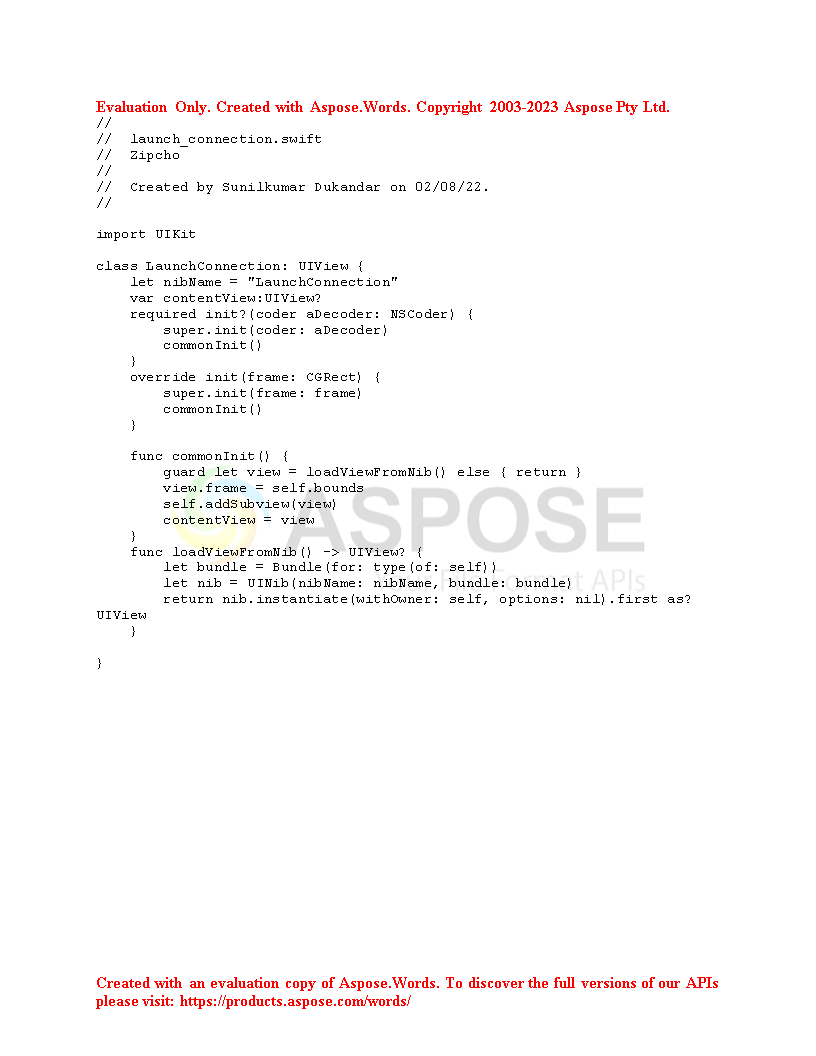 Evaluation Only. Created with Aspose.Words. Copyright 2003-2023 Aspose Pty Ltd.
//
//  launch_connection.swift
//  Zipcho
//
//  Created by Sunilkumar Dukandar on 02/08/22.
//
import UIKit
class LaunchConnection: UIView {
    let nibName = "LaunchConnection"
    var contentView:UIView?
    required init?(coder aDecoder: NSCoder) {
        super.init(coder: aDecoder)
        commonInit()
    }
    override init(frame: CGRect) {
        super.init(frame: frame)
        commonInit()
    }
    func commonInit() {
        guard let view = loadViewFromNib() else { return }
        view.frame = self.bounds
        self.addSubview(view)
        contentView = view
    }
    func loadViewFromNib() -> UIView? {
        let bundle = Bundle(for: type(of: self))
        let nib = UINib(nibName: nibName, bundle: bundle)
        return nib.instantiate(withOwner: self, options: nil).first as?
UIView
    }
}
ASPOSE
File Format APIs
Created with an evaluation copy of Aspose.Words. To discover the full versions of our APIs
please visit: https://products.aspose.com/words/